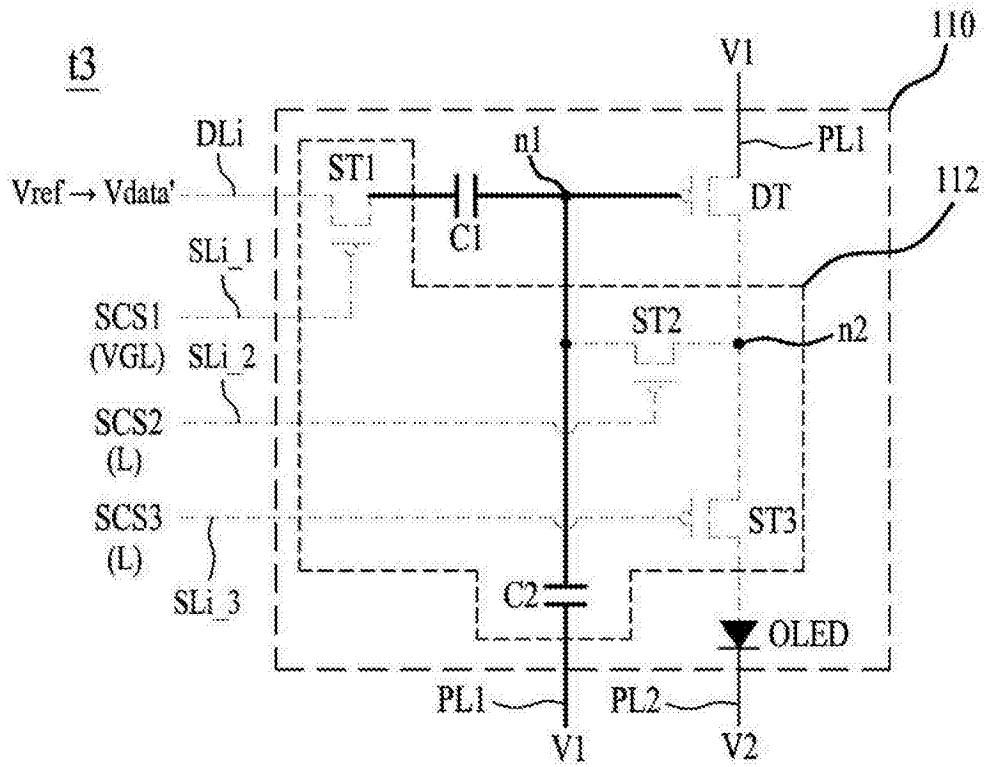 110
V1
t3
DLi
n1
PL1
ST1
112
Vref → Vdata'
DT
C1
SLi_1
SCS1
(VGL)
ST2
n2
SLi_2
SCS2
(L)
SCS3
(L)
ST3
SLi_3
C2
OLED
PL1
PL2
V1
V2